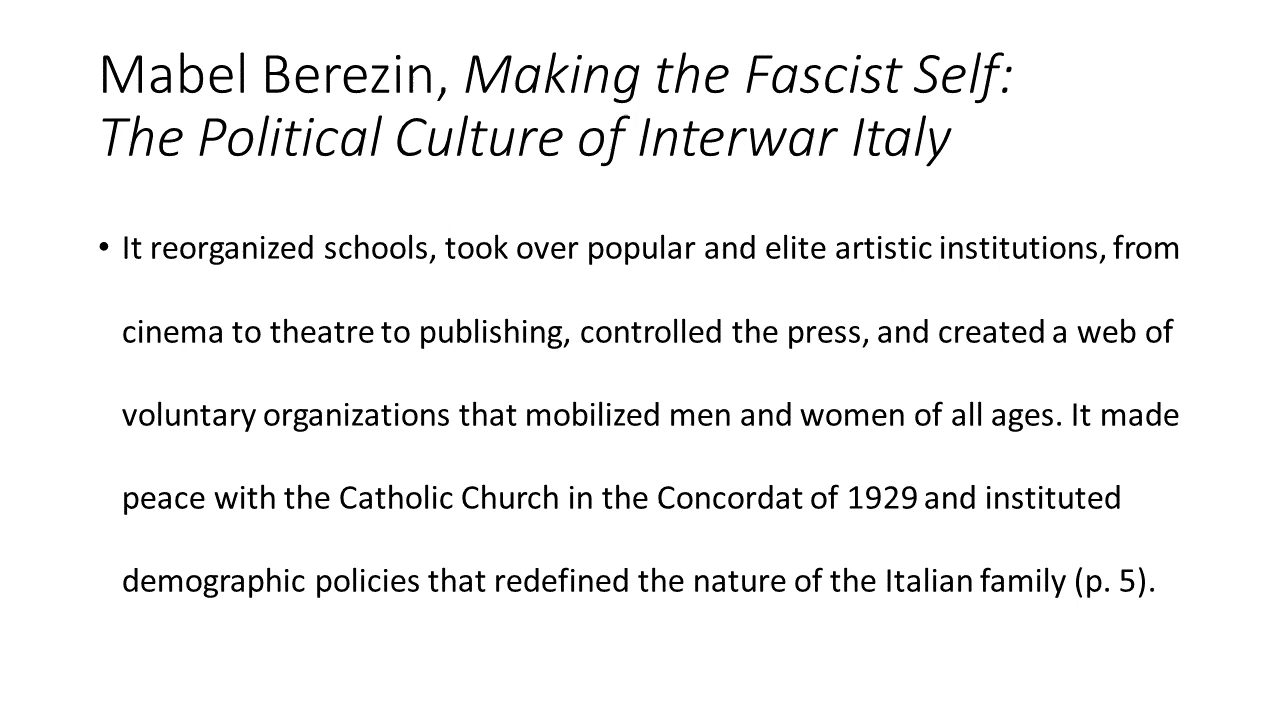 Mabel Berezin, Making the Fascist Self:
The Political Culture of Interwar Italy
• It reorganized schools, took over popular and elite artistic institutions, from
cinema to theatre to publishing, controlled the press, and created a web of
voluntary organizations that mobilized men and women of all ages. It made
peace with the Catholic Church in the Concordat of 1929 and instituted
demographic policies that redefined the nature of the Italian family (p. 5).